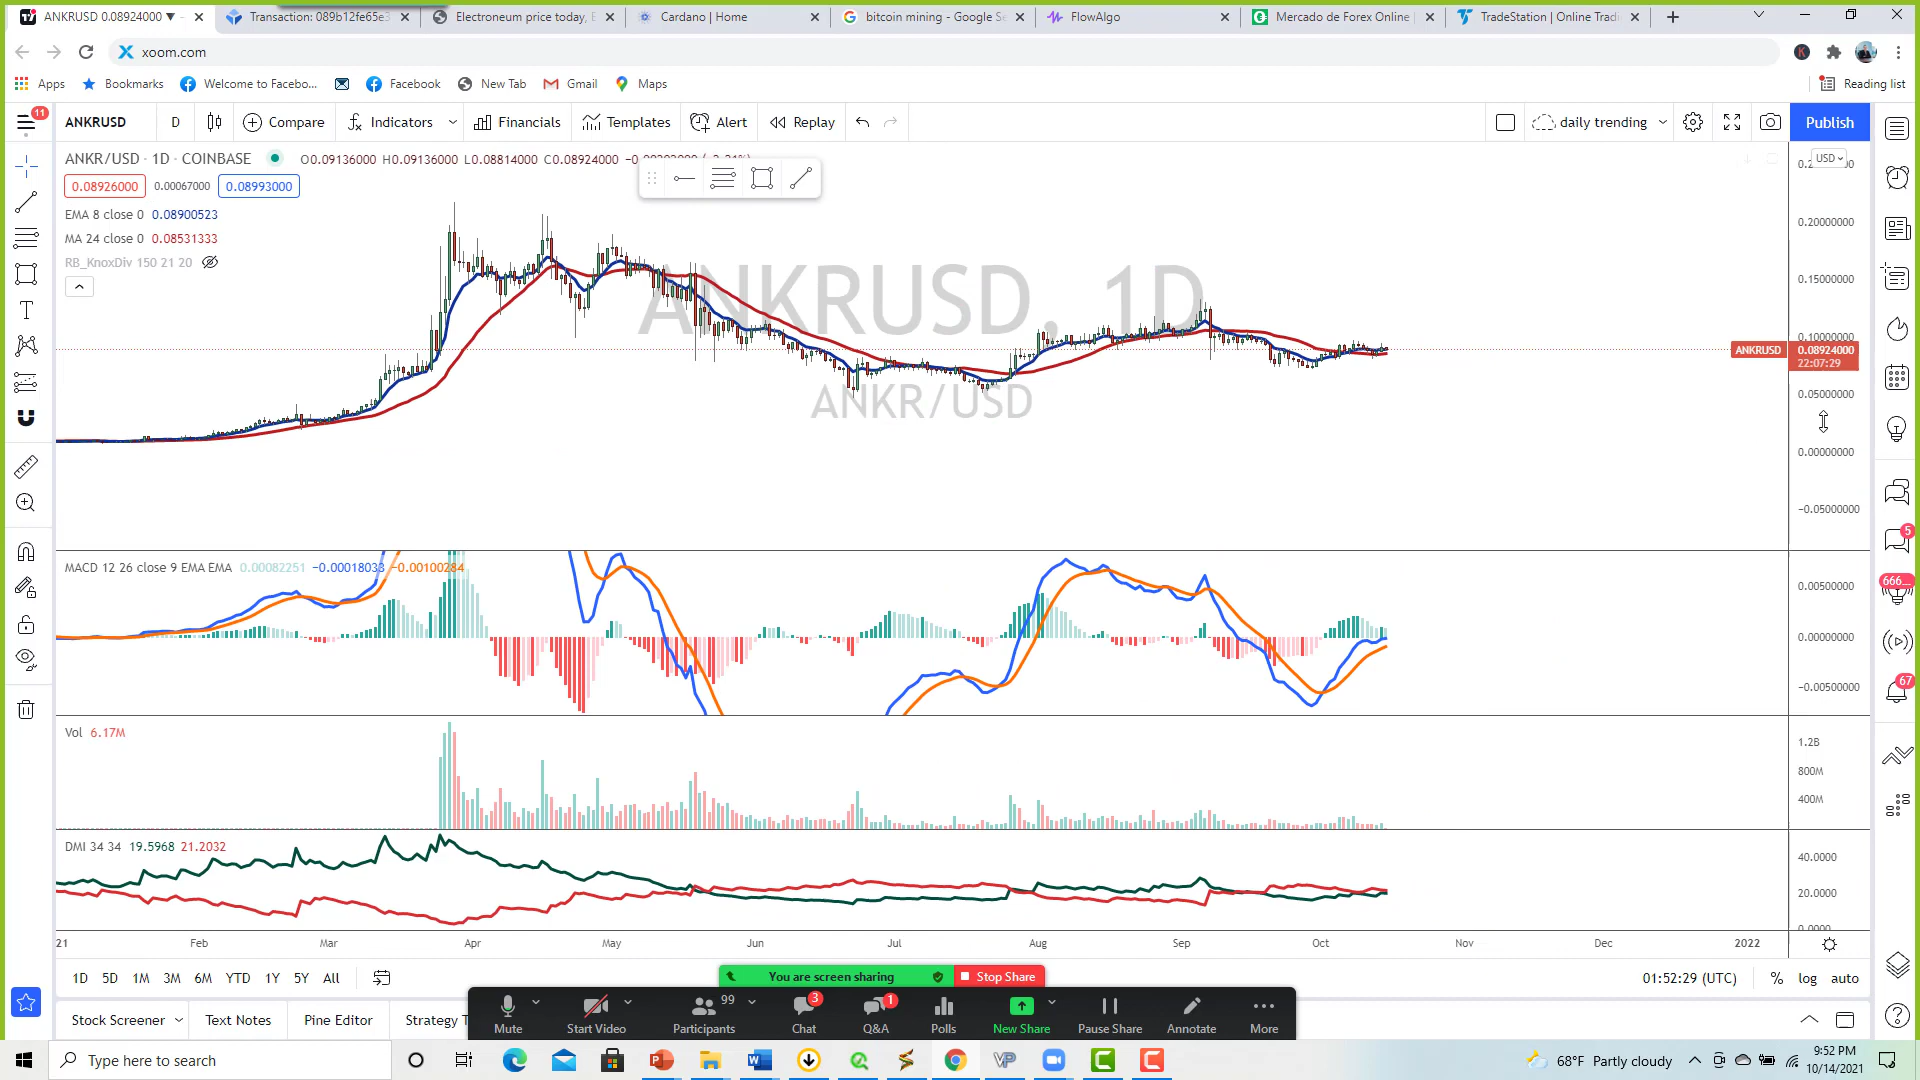 ANKRUSD 0.08924000 ▼
Transaction: 089b12fe65e3
Electroneum price today, E
Cardano | Home
bitcoin mining - Google Se
FlowAlgo
Mercado de Forex Online |
TradeStation | Online Tradi
xoom.com
Apps
Bookmarks
Welcome to Facebo...
Facebook
New Tab
Gmail
Maps
Reading list
11
ANKRUSD
D
Compare
Indicators
Financials
Templates
Alert
Replay
daily trending
Publish
ANKR/USD · 1D · COINBASE
O0.09136000 H0.09136000 L0.08814000 C0.08924000
USD
0.08926000
0.00067000
0.08993000
EMA 8 close 0 0.08900523
MA 24 close 0 0.08531333
RB_KnoxDiv 150 21 20
ANKRUSD, 1D
ANKR/USD
0.20000000
0.15000000
0.10000000
ANKRUSD
0.08924000
22:07:29
0.05000000
0.00000000
−0.05000000
MACD 12 26 close 9 EMA EMA 0.00082251 −0.00018033 −0.00100284
0.00500000
0.00000000
−0.00500000
5
666...
67
Vol 6.17M
1.2B
800M
400M
DMI 34 34 19.5968 21.2032
40.0000
20.0000
0.0000
21
Feb
Mar
Apr
May
Jun
Jul
Aug
Sep
Oct
Nov
Dec
2022
1D
5D
1M
3M
6M
YTD
1Y
5Y
All
You are screen sharing
Stop Share
01:52:29 (UTC)
%
log
auto
Stock Screener
Text Notes
Pine Editor
Strategy T
Mute
Start Video
99
Participants
3
Chat
1
Q&A
Polls
New Share
Pause Share
Annotate
More
Type here to search
68°F Partly cloudy
9:52 PM
10/14/2021